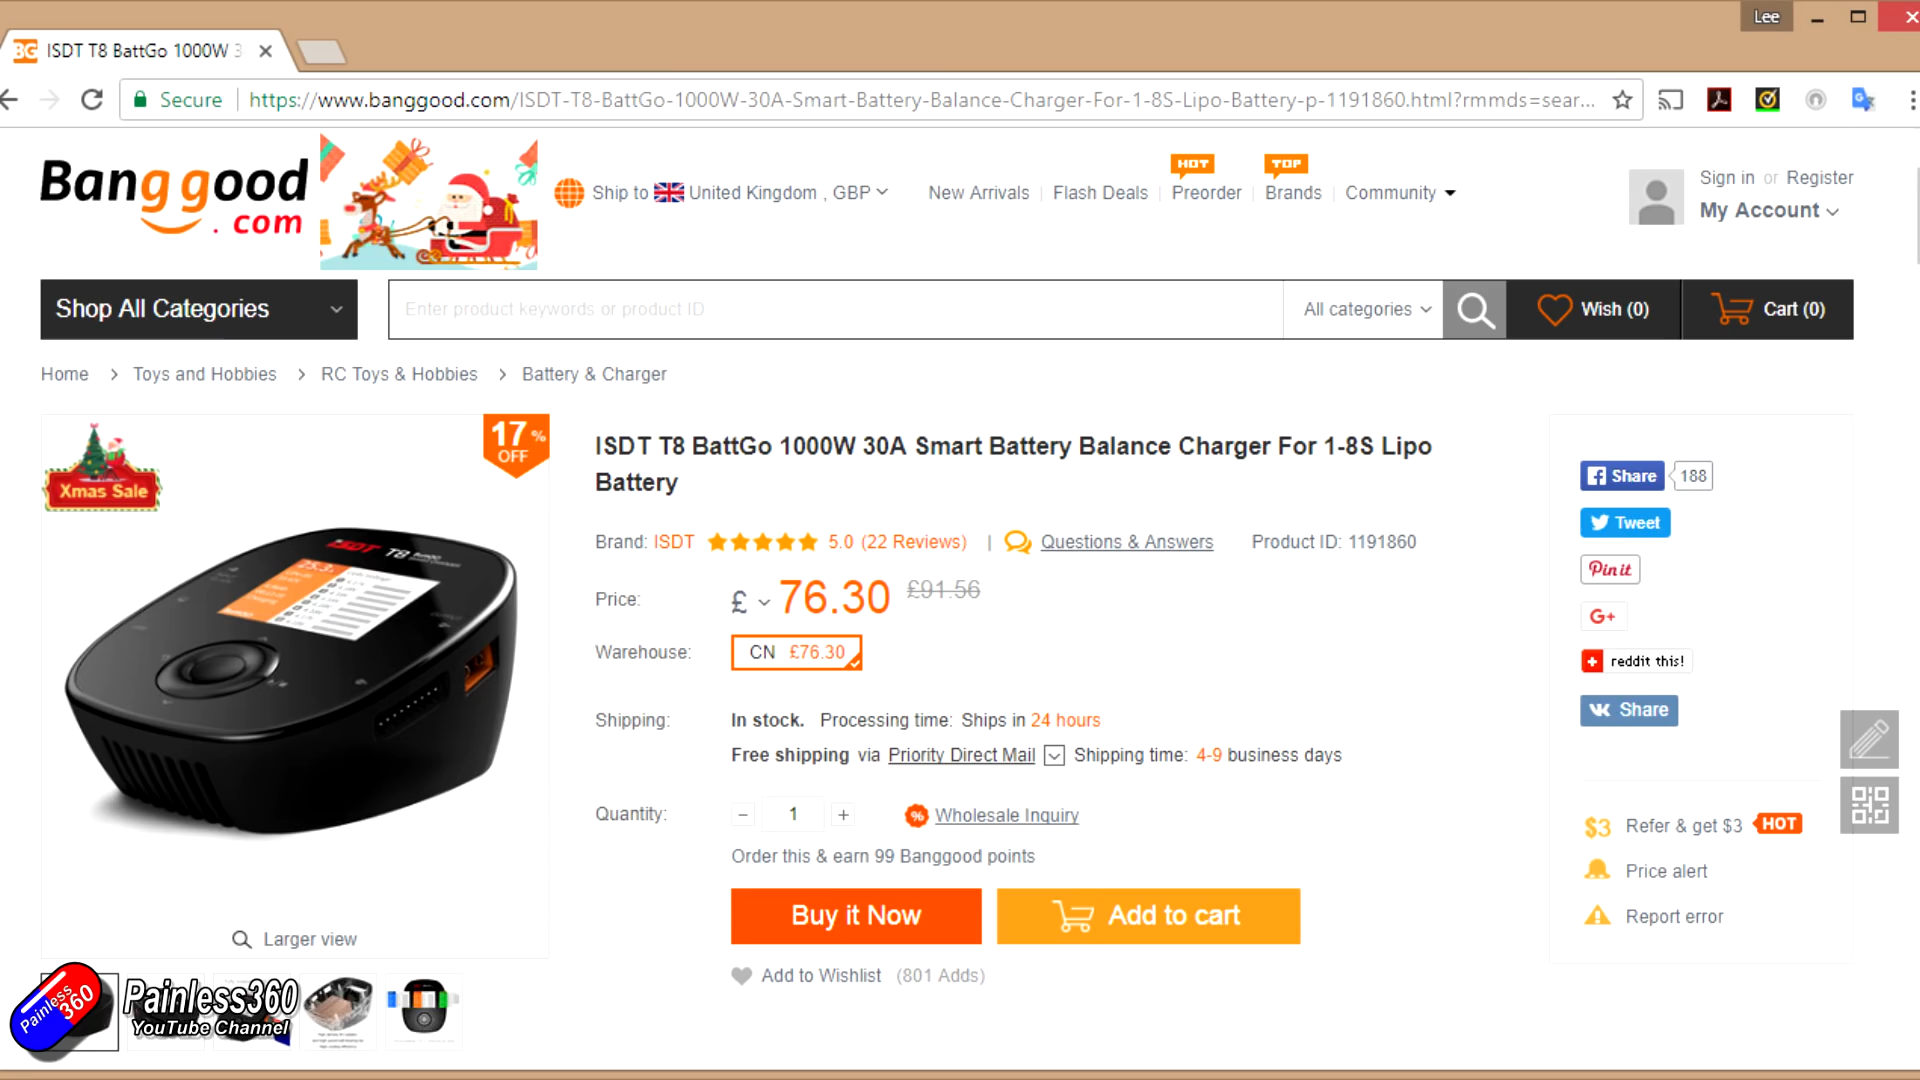 Lee
ISDT T8 BattGo 1000W 3
Secure
https://www.banggood.com/ISDT-T8-BattGo-1000W-30A-Smart-Battery-Balance-Charger-For-1-8S-Lipo-Battery-p-1191860.html?rmmds=sear...
Banggood
.com
Ship to United Kingdom , GBP
New Arrivals
Flash Deals
HOT
Preorder
TOP
Brands
Community
Sign in or Register
My Account
Shop All Categories
Enter product keywords or product ID
All categories
Wish (0)
Cart (0)
Home > Toys and Hobbies > RC Toys & Hobbies > Battery & Charger
Xmas Sale
17%
OFF
ISDT T8
Larger view
ISDT T8 BattGo 1000W 30A Smart Battery Balance Charger For 1-8S Lipo
Battery
Brand: ISDT 5.0 (22 Reviews) | Questions & Answers Product ID: 1191860
Price: £ 76.30 £91.56
Warehouse: CN £76.30
Shipping: In stock. Processing time: Ships in 24 hours
Free shipping via Priority Direct Mail Shipping time: 4-9 business days
Quantity: - 1 + % Wholesale Inquiry
Order this & earn 99 Banggood points
Buy it Now
Add to cart
Add to Wishlist (801 Adds)
Share 188
Tweet
Pin it
G+
reddit this!
Share
$3 Refer & get $3 HOT
Price alert
Report error
Painless 360
Painless360
YouTube Channel